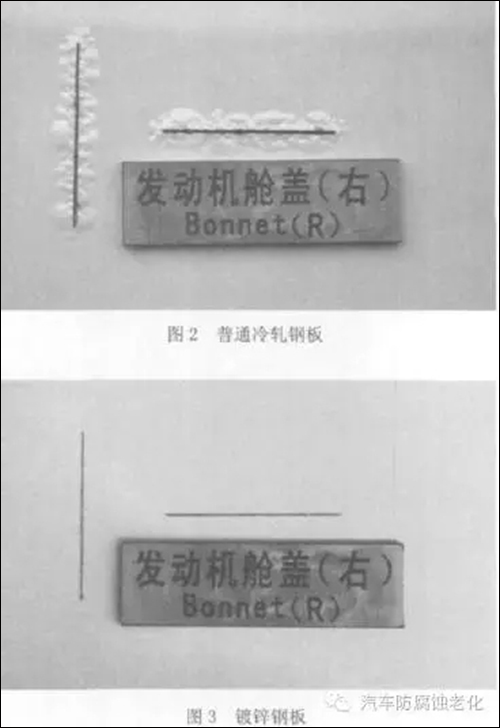 发动机舱盖(右)
Bonnet(R)
图2 普通冷轧钢板
发动机舱盖(右)
Bonnet(R)
汽车防腐蚀老化
图3 镀锌钢板